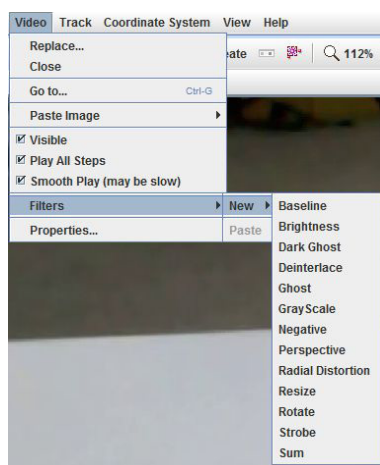 Video Track Coordinate System View Help
Replace...
Close
eate 112%
Go to... Ctrl-G
Paste Image
Visible
Play All Steps
Smooth Play (may be slow)
Filters
Properties...
New
Paste
Baseline
Brightness
Dark Ghost
Deinterlace
Ghost
GrayScale
Negative
Perspective
Radial Distortion
Resize
Rotate
Strobe
Sum